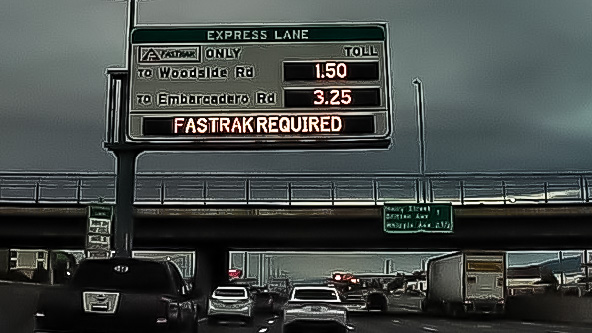 EXPRESS LANE
FASTRAK ONLY TOLL
TO Woodside Rd 1.50
TO Embarcadero Rd 3.25
FASTRAK REQUIRED